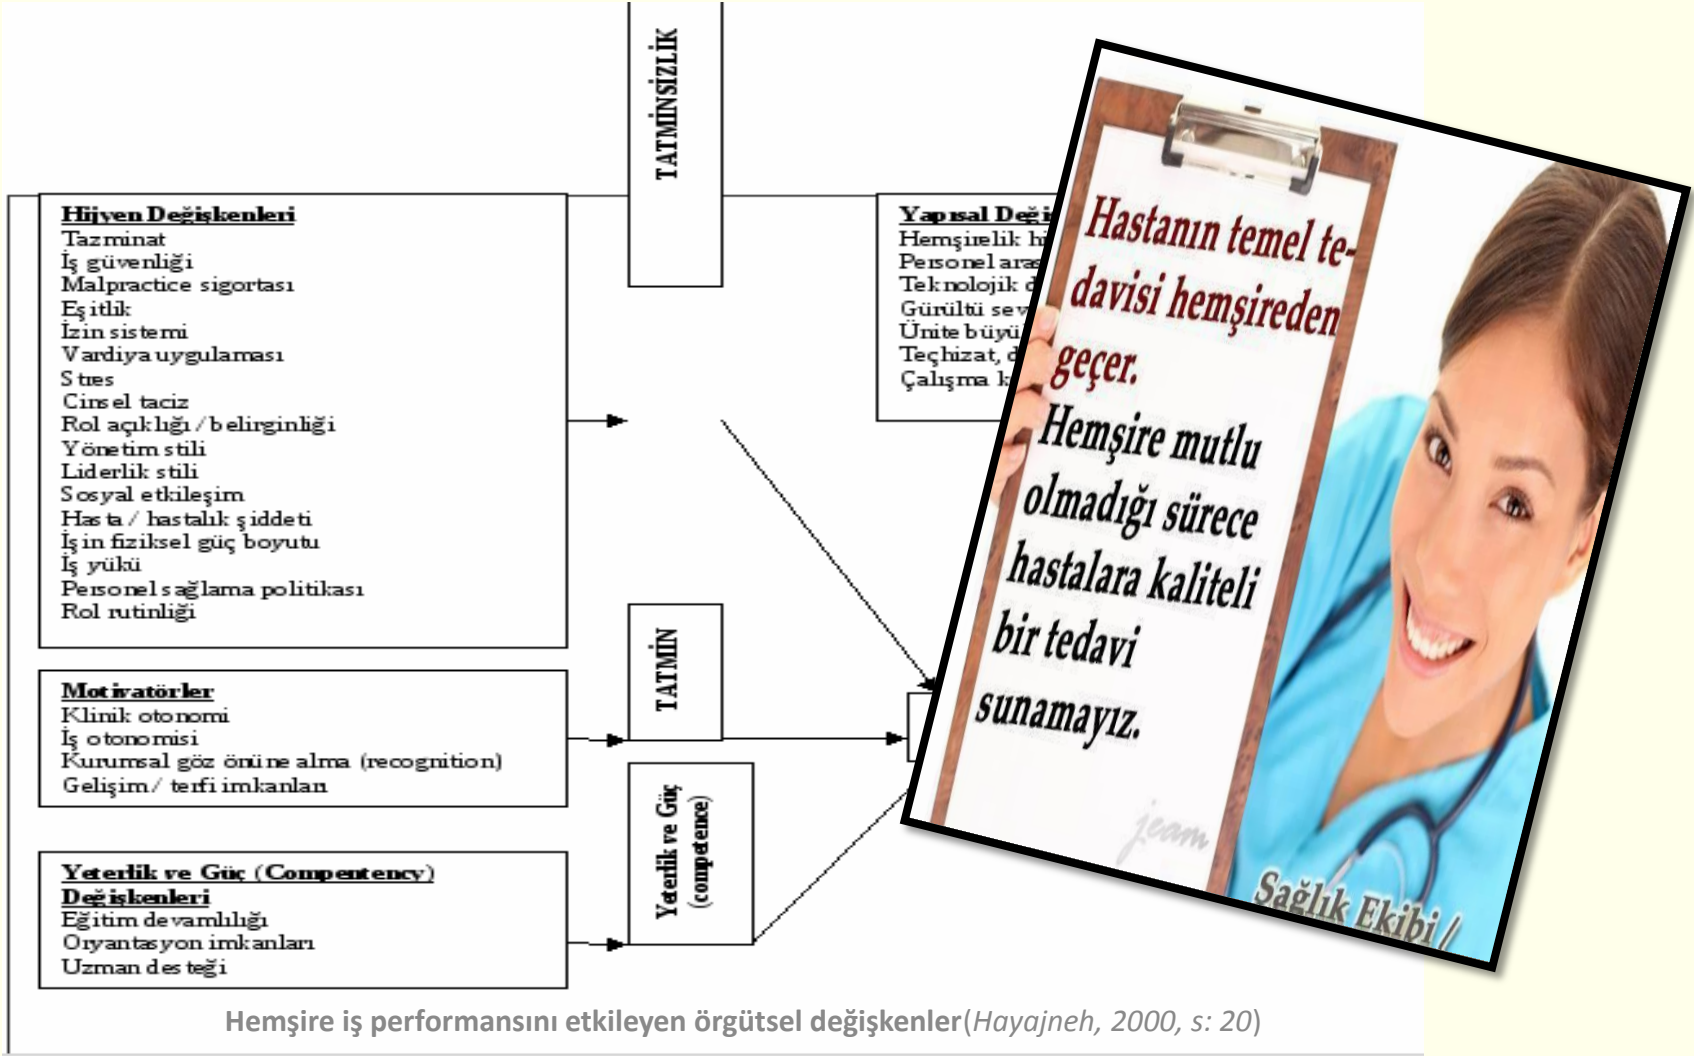 TATMİNSİZLİK
Hijyen Değişkenleri
Tazminat
İş güvenliği
Malpractice sigortası
Eşitlik
İzin sistemi
Vardiya uygulaması
Stres
Cinsel taciz
Rol açıklığı / belirginliği
Yönetim stili
Liderlik stili
Sosyal etkileşim
Hasta / hastalık şiddeti
İşin fiziksel güç boyutu
İş yükü
Personel sağlama politikası
Rol rutinliği
Yapısal
Hemşirelik
Personel
Teknolojik
Gürültü
Ünite
Teçhizat,
Çalışma
TATMİN
Motivatörler
Klinik otonomi
İş otonomisi
Kurumsal göz önüne alma (recognition)
Gelişim / terfi imkanları
Yeterlik ve Güç
(competence)
Yeterlik ve Güç (Compentency)
Değişkenleri
Eğitim devamlılığı
Oryantasyon imkanları
Uzman desteği
Hastanın temel te-
davisi hemşireden
geçer.
Hemşire mutlu
olmadığı sürece
hastalara kaliteli
bir tedavi
sunamayız.
jeam
Sağlık Ekibi /
Hemşire iş performansını etkileyen örgütsel değişkenler(Hayajneh, 2000, s: 20)